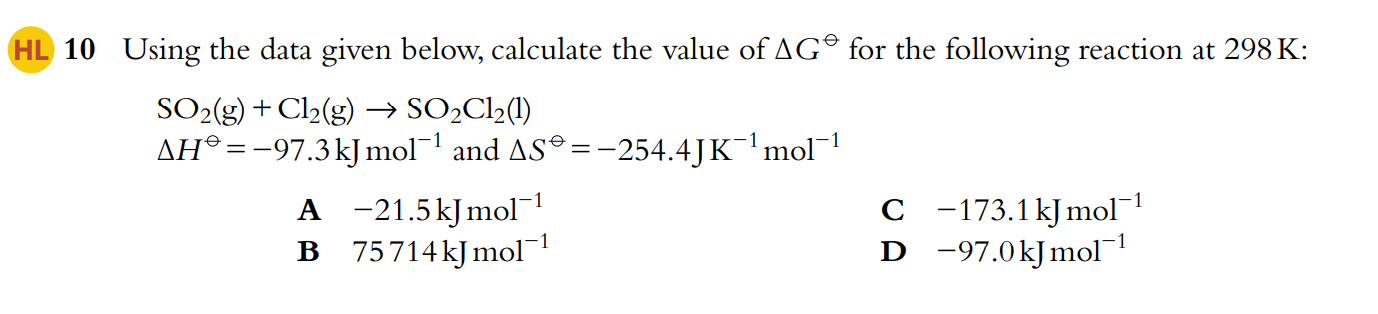 HL 10 Using the data given below, calculate the value of ΔG⦵ for the following reaction at 298 K:
SO₂(g) + Cl₂(g) → SO₂Cl₂(l)
ΔH⦵ = −97.3 kJ mol⁻¹ and ΔS⦵ = −254.4 J K⁻¹ mol⁻¹
A −21.5 kJ mol⁻¹ C −173.1 kJ mol⁻¹
B 75 714 kJ mol⁻¹ D −97.0 kJ mol⁻¹